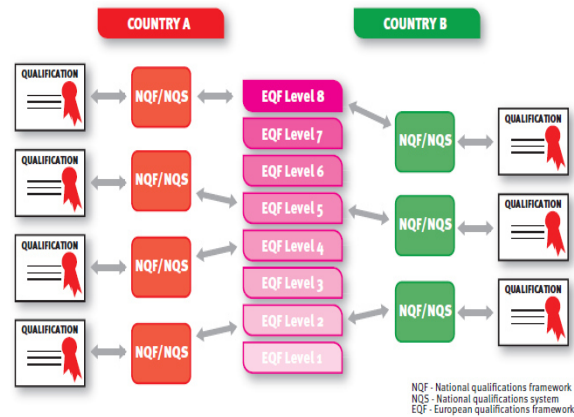 COUNTRY A
COUNTRY B
QUALIFICATION
NQF/NQS
EQF Level 8
EQF Level 7
NQF/NQS
QUALIFICATION
QUALIFICATION
NQF/NQS
EQF Level 6
EQF Level 5
NQF/NQS
QUALIFICATION
QUALIFICATION
NQF/NQS
EQF Level 4
EQF Level 3
NQF/NQS
QUALIFICATION
QUALIFICATION
NQF/NQS
EQF Level 2
EQF Level 1
NQF - National qualifications framework
NQS - National qualifications system
EQF - European qualifications framework